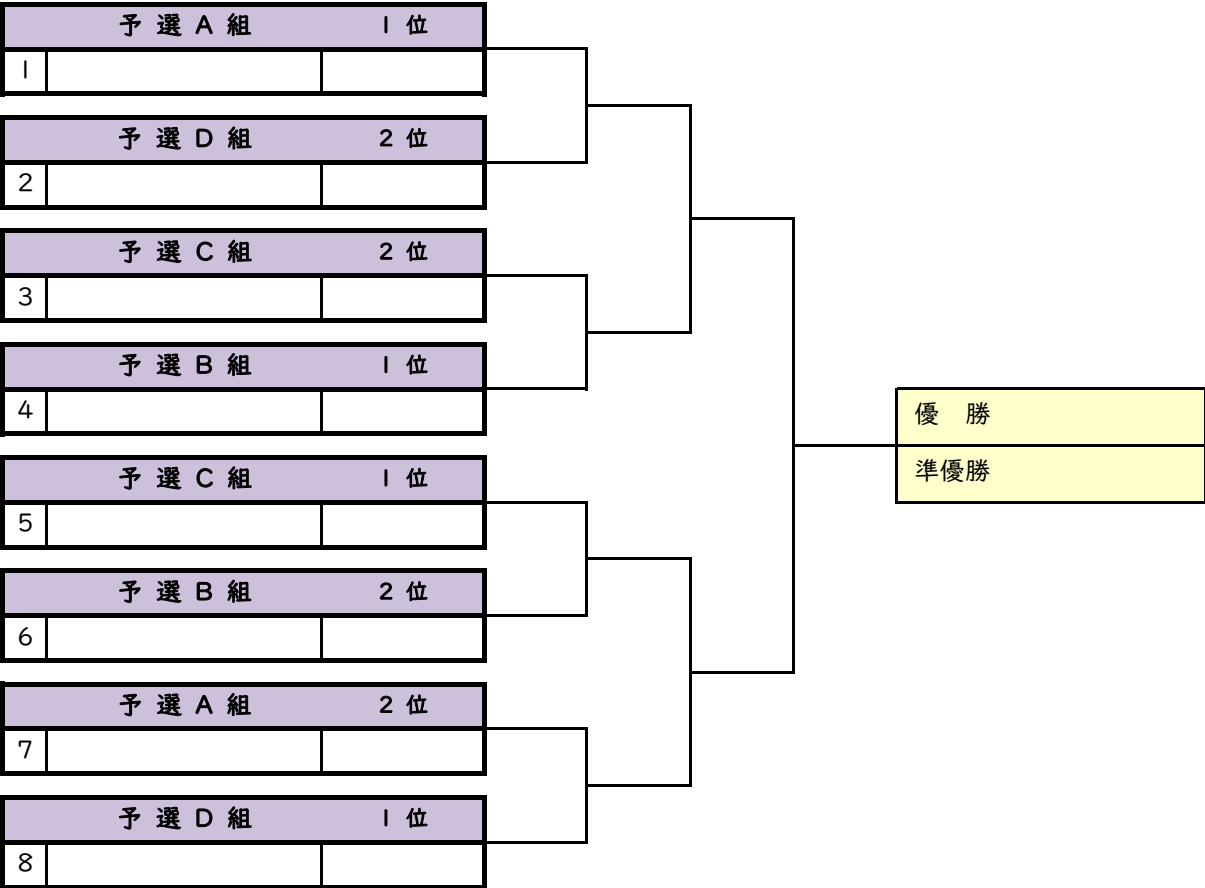 予 選 A 組 1 位
1
予 選 D 組 2 位
2
予 選 C 組 2 位
3
予 選 B 組 1 位
4
予 選 C 組 1 位
5
予 選 B 組 2 位
6
予 選 A 組 2 位
7
予 選 D 組 1 位
8
優　勝
準優勝